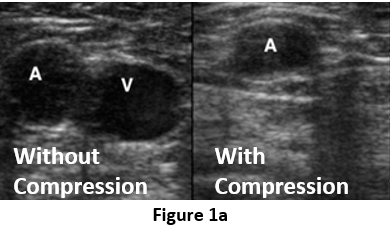 A
V
A
Without
Compression
With
Compression
Figure 1a